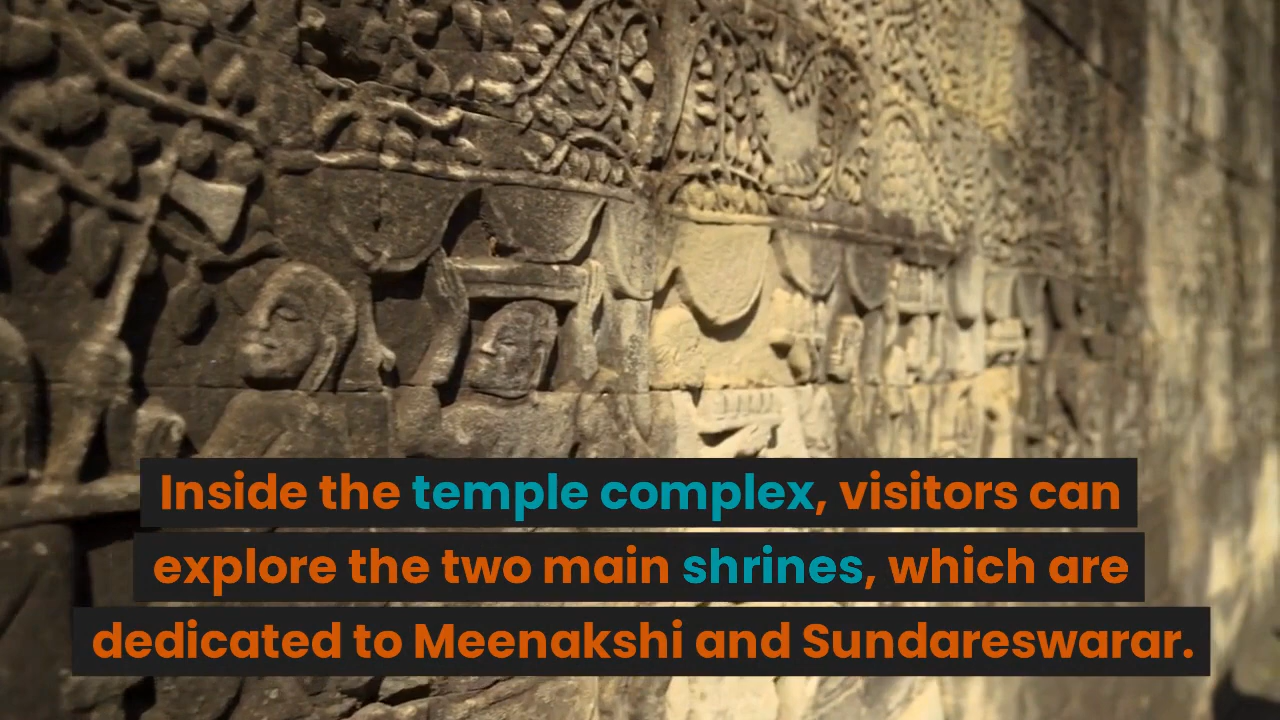 Inside the temple complex, visitors can
explore the two main shrines, which are
dedicated to Meenakshi and Sundareswarar.